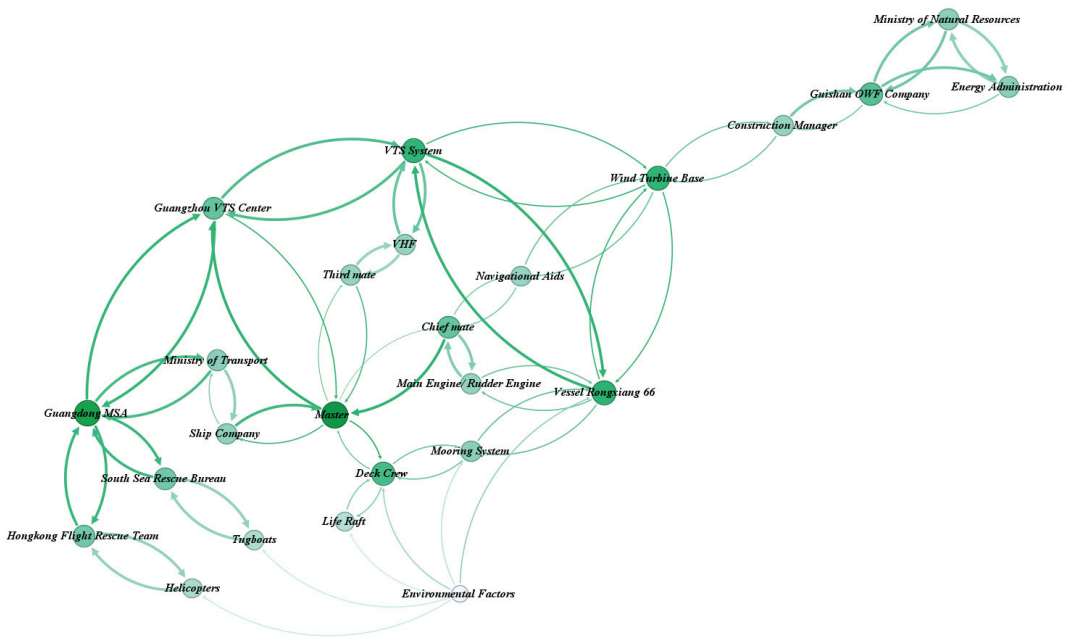 Ministry of Natural Resources
Energy Administration
Guishan OWF Company
Construction Manager
VTS System
Wind Turbine Base
Guangzhou VTS Center
VHF
Third mate
Navigational Aids
Chief mate
Ministry of Transport
Main Engine/Rudder Engine
Vessel Rongxiang 66
Guangdong MSA
Master
Ship Company
Mooring System
Deck Crew
South Sea Rescue Bureau
Life Raft
Hongkong Flight Rescue Team
Tugboats
Helicopters
Environmental Factors